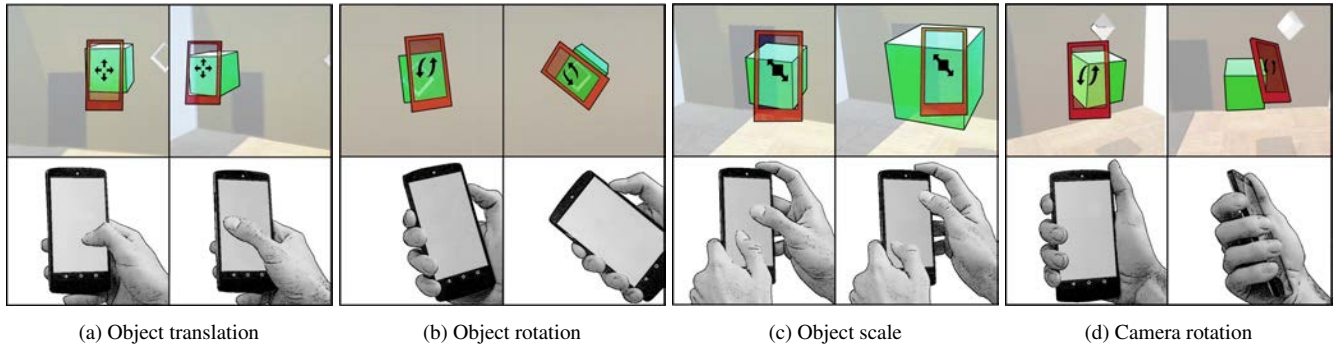 (a) Object translation
(b) Object rotation
(c) Object scale
(d) Camera rotation